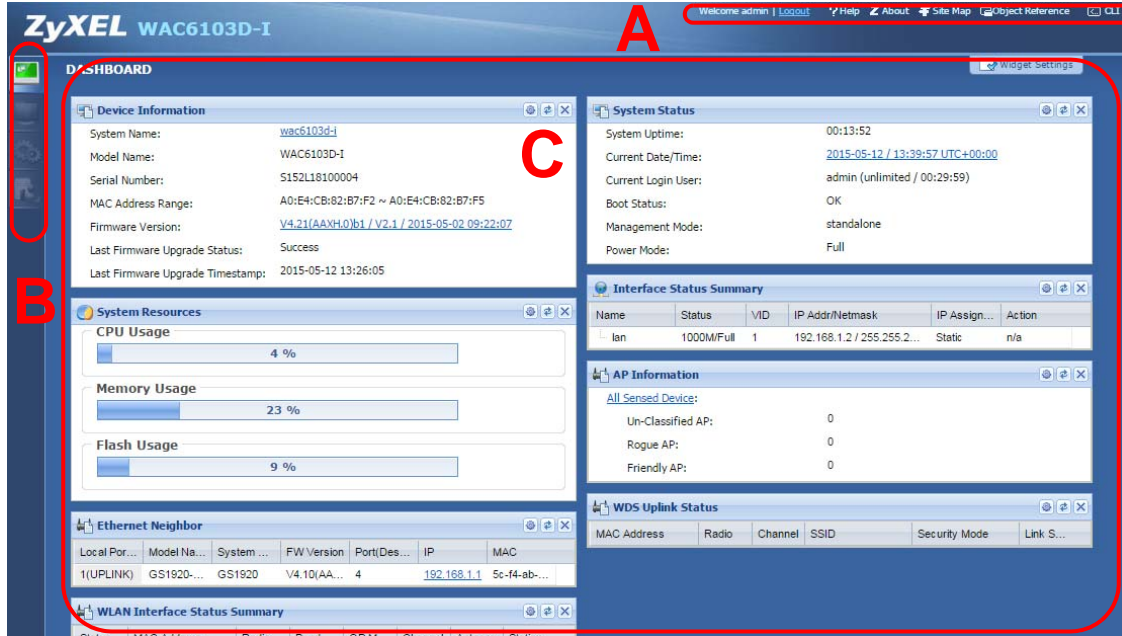 ZyXEL WAC6103D-I
Welcome admin | Logout ?Help Z About Site Map Object Reference CLI
A
DASHBOARD
Widget Settings
B
C
Device Information
System Name: wac6103d-i
Model Name: WAC6103D-I
Serial Number: S152L18100004
MAC Address Range: A0:E4:CB:82:B7:F2 ~ A0:E4:CB:82:B7:F5
Firmware Version: V4.21(AAXH.0)b1 / V2.1 / 2015-05-02 09:22:07
Last Firmware Upgrade Status: Success
Last Firmware Upgrade Timestamp: 2015-05-12 13:26:05
System Resources
CPU Usage
4 %
Memory Usage
23 %
Flash Usage
9 %
Ethernet Neighbor
Local Por... Model Na... System ... FW Version Port(Des... IP MAC
1(UPLINK) GS1920-... GS1920 V4.10(AA... 4 192.168.1.1 5c-f4-ab-...
WLAN Interface Status Summary
System Status
System Uptime: 00:13:52
Current Date/Time: 2015-05-12 / 13:39:57 UTC+00:00
Current Login User: admin (unlimited / 00:29:59)
Boot Status: OK
Management Mode: standalone
Power Mode: Full
Interface Status Summary
Name Status VID IP Addr/Netmask IP Assign... Action
lan 1000M/Full 1 192.168.1.2 / 255.255.2... Static n/a
AP Information
All Sensed Device:
Un-Classified AP: 0
Rogue AP: 0
Friendly AP: 0
WDS Uplink Status
MAC Address Radio Channel SSID Security Mode Link S...